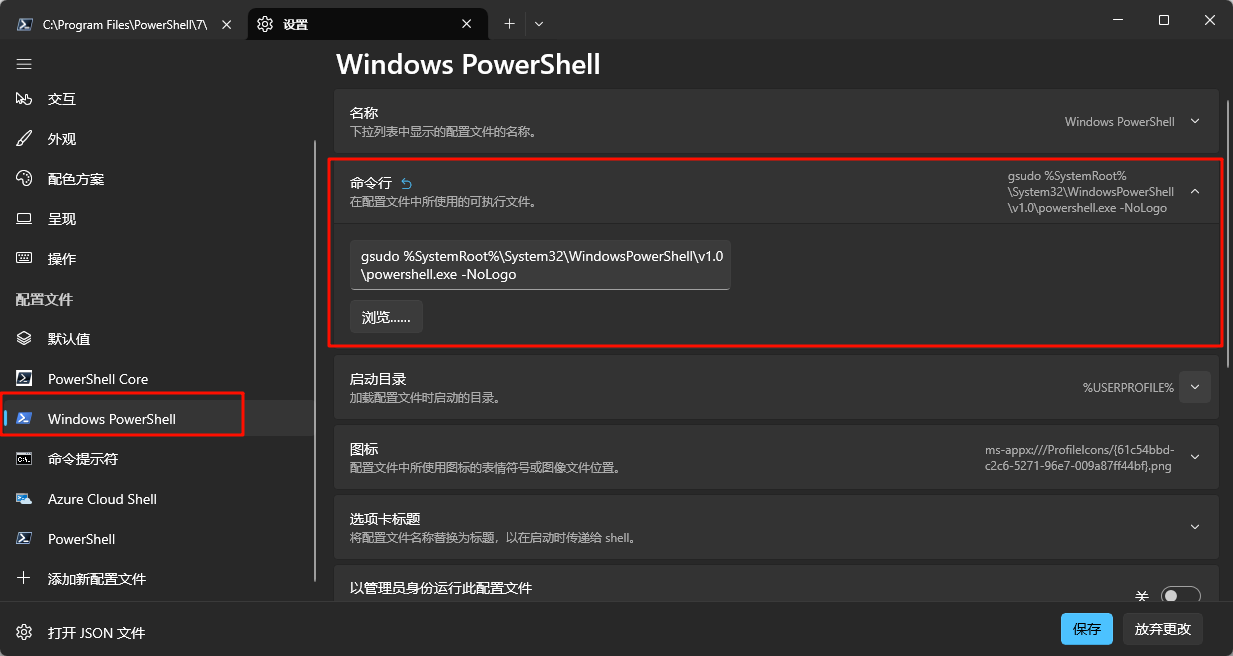 C:\Program Files\PowerShell\7\
设置
交互
外观
配色方案
呈现
操作
配置文件
默认值
PowerShell Core
Windows PowerShell
命令提示符
Azure Cloud Shell
PowerShell
添加新配置文件
打开 JSON 文件
Windows PowerShell
名称
下拉列表中显示的配置文件的名称。
Windows PowerShell
命令行
在配置文件中所使用的可执行文件。
gsudo %SystemRoot%
\System32\WindowsPowerShell
\v1.0\powershell.exe -NoLogo
gsudo %SystemRoot%\System32\WindowsPowerShell\v1.0
\powershell.exe -NoLogo
浏览......
启动目录
加载配置文件时启动的目录。
%USERPROFILE%
图标
配置文件中所使用图标的表情符号或图像文件位置。
ms-appx:///ProfileIcons/{61c54bbd-
c2c6-5271-96e7-009a87ff44bf}.png
选项卡标题
将配置文件名称替换为标题，以在启动时传递给 shell。
以管理员身份运行此配置文件
关
保存
放弃更改